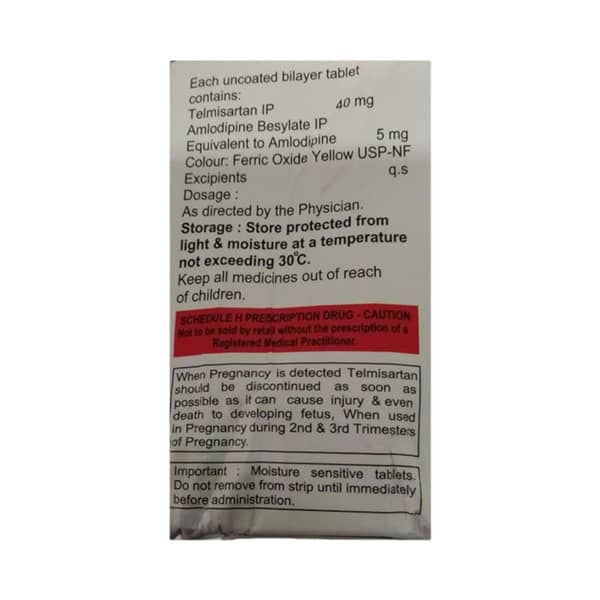 Each uncoated bilayer tablet
contains:
Telmisartan IP 40 mg
Amlodipine Besylate IP
Equivalent to Amlodipine 5 mg
Colour: Ferric Oxide Yellow USP-NF
Excipients q.s
Dosage :
As directed by the Physician.
Storage : Store protected from
light & moisture at a temperature
not exceeding 30°C.
Keep all medicines out of reach
of children.
SCHEDULE H PRESCRIPTION DRUG - CAUTION
Not to be sold by retail without the prescription of a
Registered Medical Practitioner.
When Pregnancy is detected Telmisartan
should be discontinued as soon as
possible as it can cause injury & even
death to developing fetus, When used
in Pregnancy during 2nd & 3rd Trimesters
of Pregnancy.
Important : Moisture sensitive tablets.
Do not remove from strip until immediately
before administration.